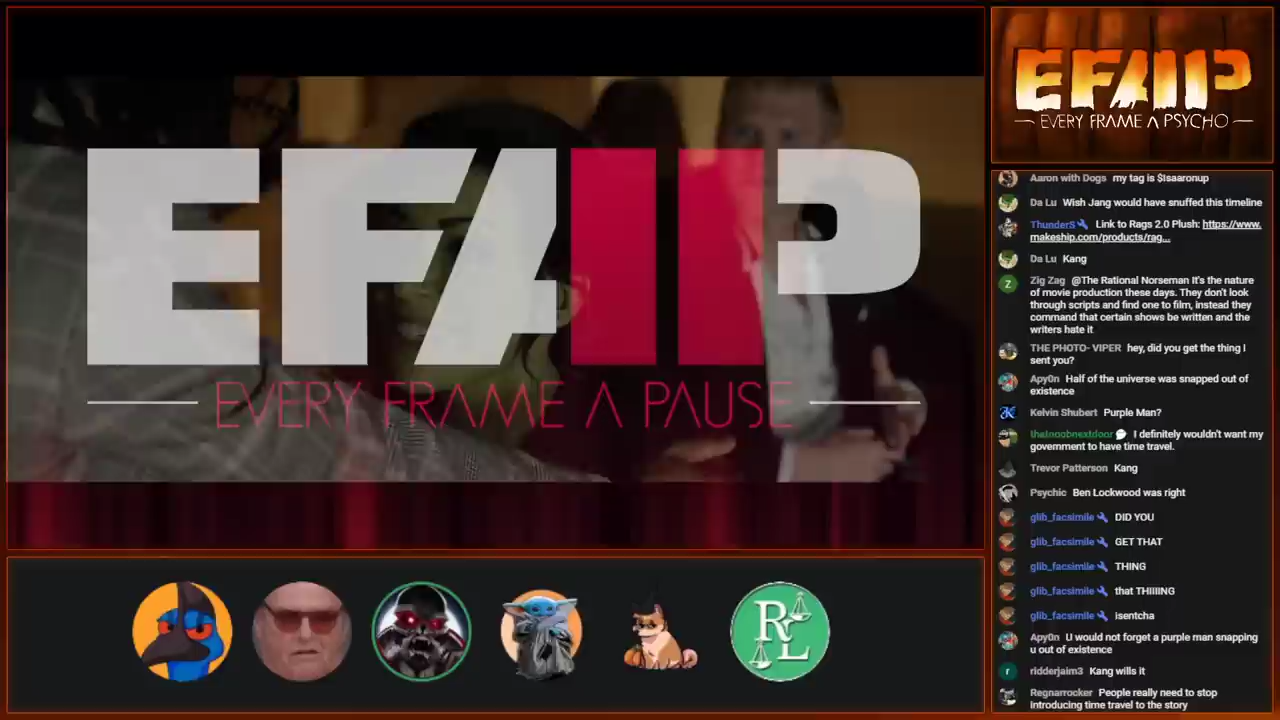 EFAP
EVERY FRAME A PAUSE
EFAP
EVERY FRAME A PSYCHO
Aaron with Dogs my tag is $Isaaronup
Da Lu Wish Jang would have snuffed this timeline
ThunderS Link to Rags 2.0 Plush: https://www.
makeship.com/products/rag...
Da Lu Kang
Z
Zig Zag @The Rational Norseman It's the nature
of movie production these days. They don't look
through scripts and find one to film, instead they
command that certain shows be written and the
writers hate it
THE PHOTO- VIPER hey, did you get the thing I
sent you?
Apy0n Half of the universe was snapped out of
existence
Kelvin Shubert Purple Man?
thatnoobnextdoor I definitely wouldn't want my
government to have time travel.
Trevor Patterson Kang
Psychic Ben Lockwood was right
glib_facsimile DID YOU
glib_facsimile GET THAT
glib_facsimile THING
glib_facsimile that THIIIING
glib_facsimile isentcha
Apy0n U would not forget a purple man snapping
u out of existence
r
ridderjaim3 Kang wills it
Regnarrocker People really need to stop
introducing time travel to the story
RL